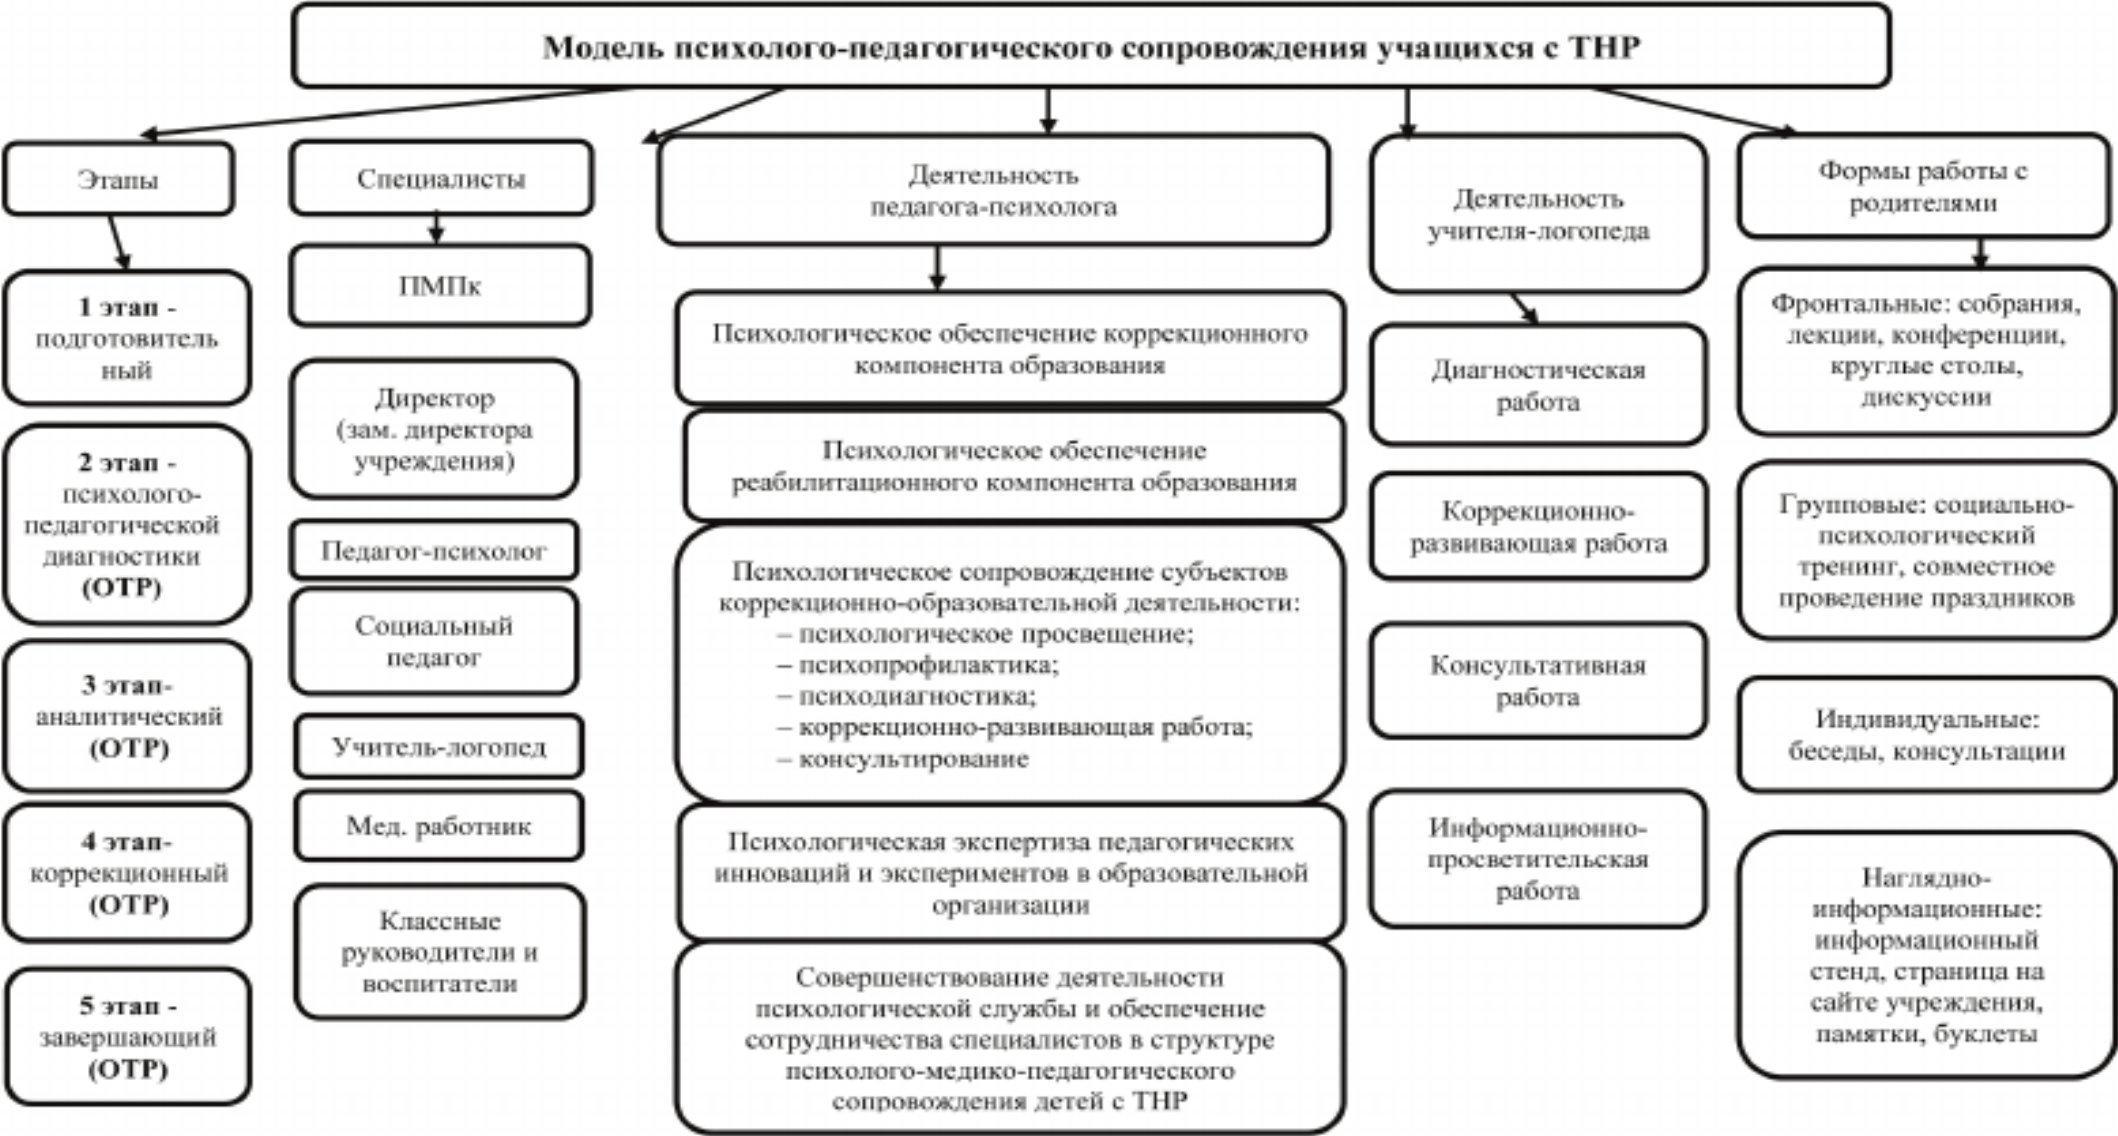 Модель психолого-педагогического сопровождения учащихся с ТНР
Этапы
1 этап -
подготовитель
ный
2 этап -
психолого-
педагогической
диагностики
(ОТР)
3 этап-
аналитический
(ОТР)
4 этап-
коррекционный
(ОТР)
5 этап -
завершающий
(ОТР)
Специалисты
ПМПк
Директор
(зам. директора
учреждения)
Педагог-психолог
Социальный
педагог
Учитель-логопед
Мед. работник
Классные
руководители и
воспитатели
Деятельность
педагога-психолога
Психологическое обеспечение коррекционного
компонента образования
Психологическое обеспечение
реабилитационного компонента образования
Психологическое сопровождение субъектов
коррекционно-образовательной деятельности:
– психологическое просвещение;
– психопрофилактика;
– психодиагностика;
– коррекционно-развивающая работа;
– консультирование
Психологическая экспертиза педагогических
инноваций и экспериментов в образовательной
организации
Совершенствование деятельности
психологической службы и обеспечение
сотрудничества специалистов в структуре
психолого-медико-педагогического
сопровождения детей с ТНР
Деятельность
учителя-логопеда
Диагностическая
работа
Коррекционно-
развивающая работа
Консультативная
работа
Информационно-
просветительская
работа
Формы работы с
родителями
Фронтальные: собрания,
лекции, конференции,
круглые столы,
дискуссии
Групповые: социально-
психологический
тренинг, совместное
проведение праздников
Индивидуальные:
беседы, консультации
Наглядно-
информационные:
информационный
стенд, страница на
сайте учреждения,
памятки, буклеты